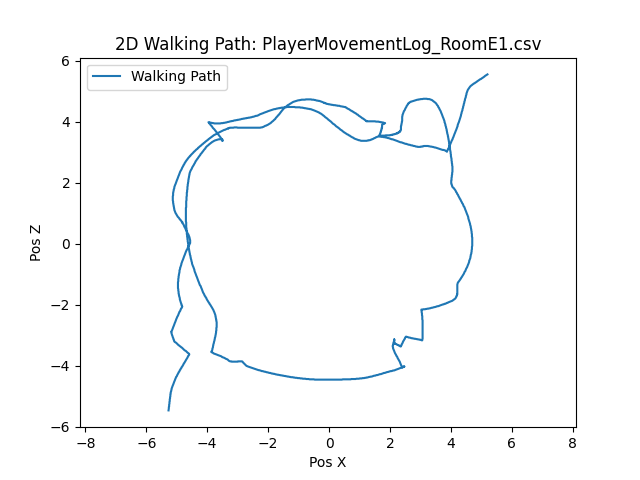 2D Walking Path: PlayerMovementLog_RoomE1.csv
Walking Path
6
4
2
0
−2
−4
−6
Pos Z
−8 −6 −4 −2 0 2 4 6 8
Pos X